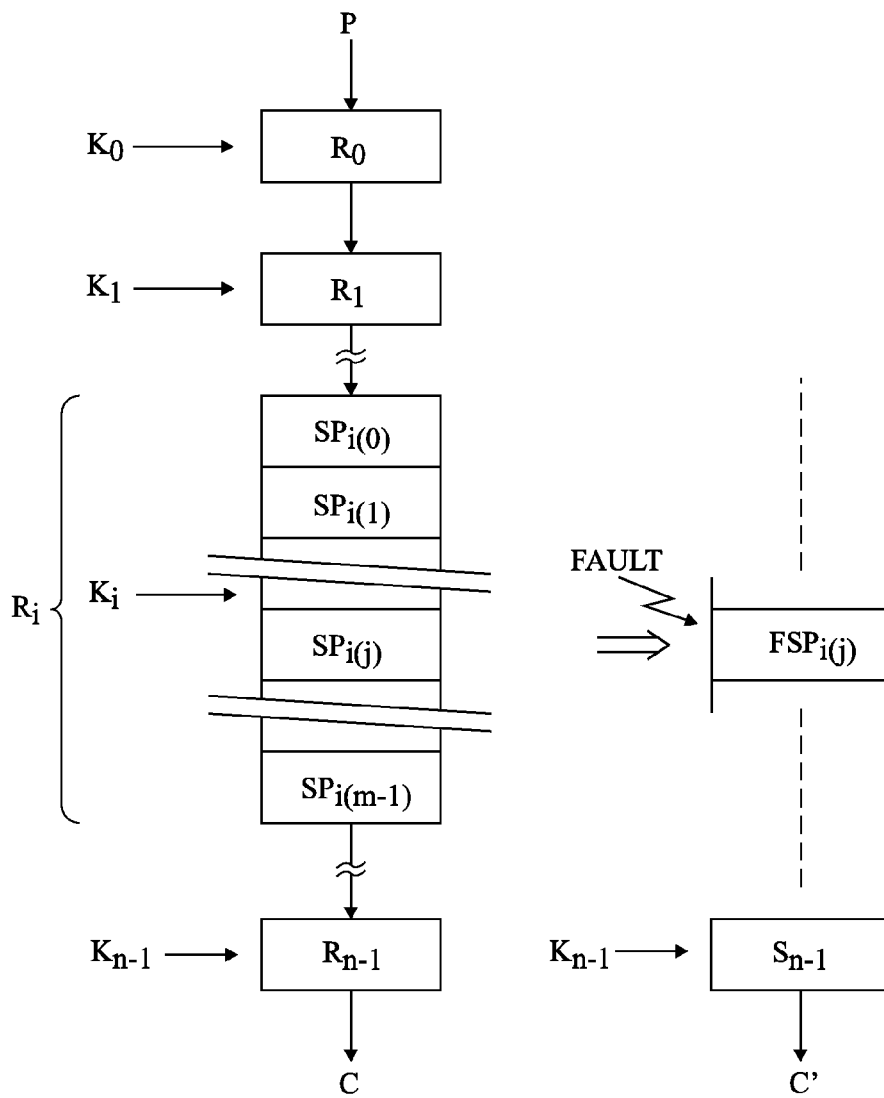 P
K0
R0
K1
R1
SPi(0)
SPi(1)
FAULT
Ri
Ki
SPi(j)
FSPi(j)
SPi(m-1)
Kn-1
Rn-1
Kn-1
Sn-1
C
C’